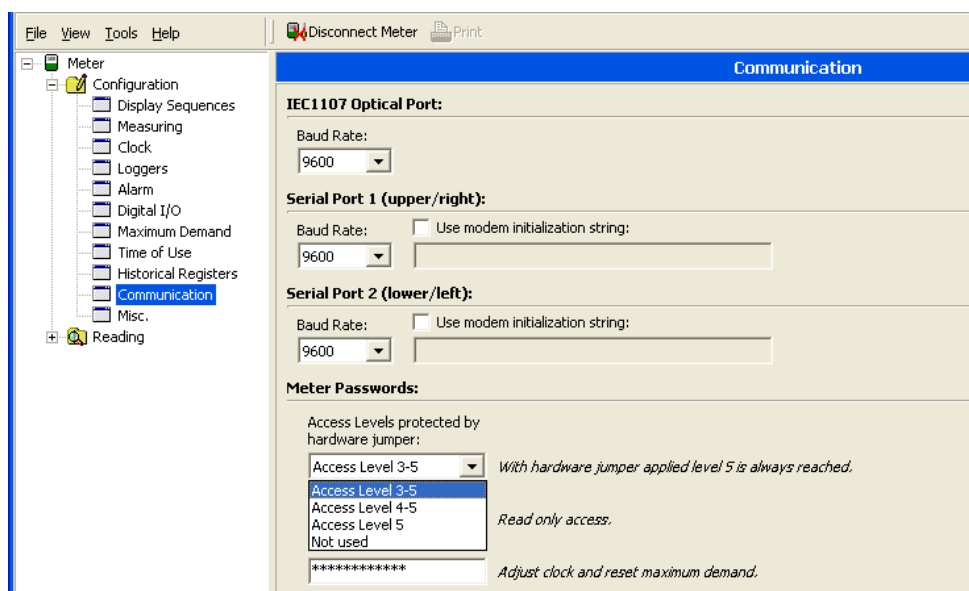 File View Tools Help
Disconnect Meter Print
Meter
Configuration
Display Sequences
Measuring
Clock
Loggers
Alarm
Digital I/O
Maximum Demand
Time of Use
Historical Registers
Communication
Misc.
Reading
Communication
IEC1107 Optical Port:
Baud Rate:
9600
Serial Port 1 (upper/right):
Baud Rate: Use modem initialization string:
9600
Serial Port 2 (lower/left):
Baud Rate: Use modem initialization string:
9600
Meter Passwords:
Access Levels protected by
hardware jumper:
Access Level 3-5 With hardware jumper applied level 5 is always reached.
Access Level 3-5
Access Level 4-5
Access Level 5 Read only access.
Not used
************ Adjust clock and reset maximum demand.